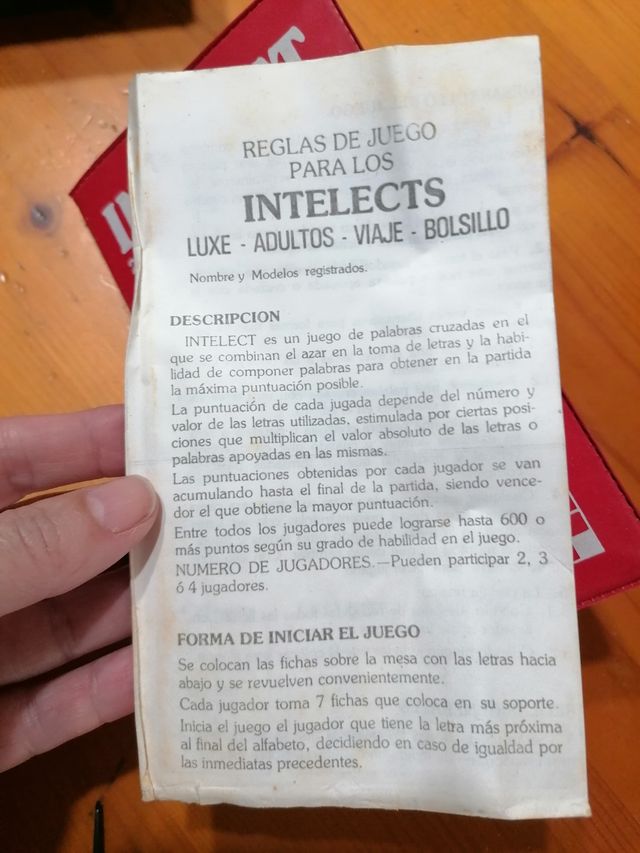 REGLAS DE JUEGO
PARA LOS
INTELECTS
LUXE - ADULTOS - VIAJE - BOLSILLO
Nombre y Modelos registrados.
DESCRIPCION
INTELECT es un juego de palabras cruzadas en el
que se combinan el azar en la toma de letras y la habi-
lidad de componer palabras para obtener en la partida
la máxima puntuación posible.
La puntuación de cada jugada depende del número y
valor de las letras utilizadas, estimulada por ciertas posi-
ciones que multiplican el valor absoluto de las letras o
palabras apoyadas en las mismas.
Las puntuaciones obtenidas por cada jugador se van
acumulando hasta el final de la partida, siendo vence-
dor el que obtiene la mayor puntuación.
Entre todos los jugadores puede lograrse hasta 600 o
más puntos según su grado de habilidad en el juego.
NUMERO DE JUGADORES.—Pueden participar 2, 3
ó 4 jugadores.
FORMA DE INICIAR EL JUEGO
Se colocan las fichas sobre la mesa con las letras hacia
abajo y se revuelven convenientemente.
Cada jugador toma 7 fichas que coloca en su soporte.
Inicia el juego el jugador que tiene la letra más próxima
al final del alfabeto, decidiendo en caso de igualdad por
las inmediatas precedentes.